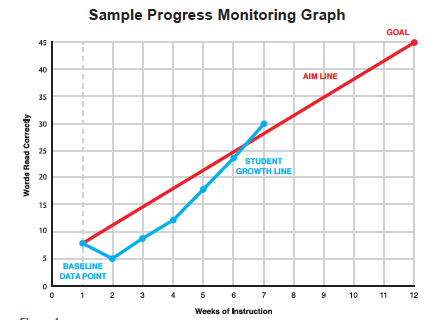 Sample Progress Monitoring Graph
GOAL
45
40
AIM LINE
35
30
25
STUDENT
GROWTH LINE
20
15
10
5
BASELINE
DATA POINT
0
0 1 2 3 4 5 6 7 8 9 10 11 12
Words Read Correctly
Weeks of Instruction